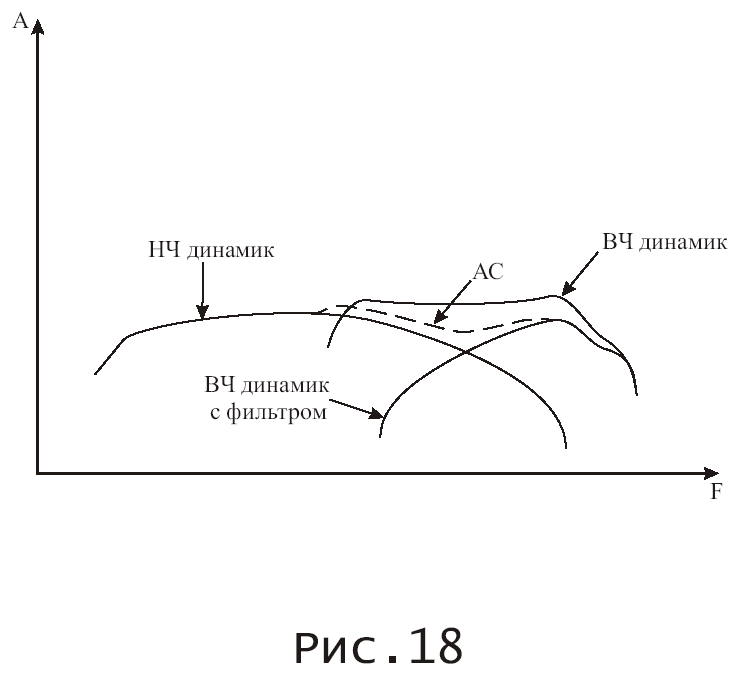 A
НЧ динамик
ВЧ динамик
АС
ВЧ динамик
с фильтром
F
Рис.18